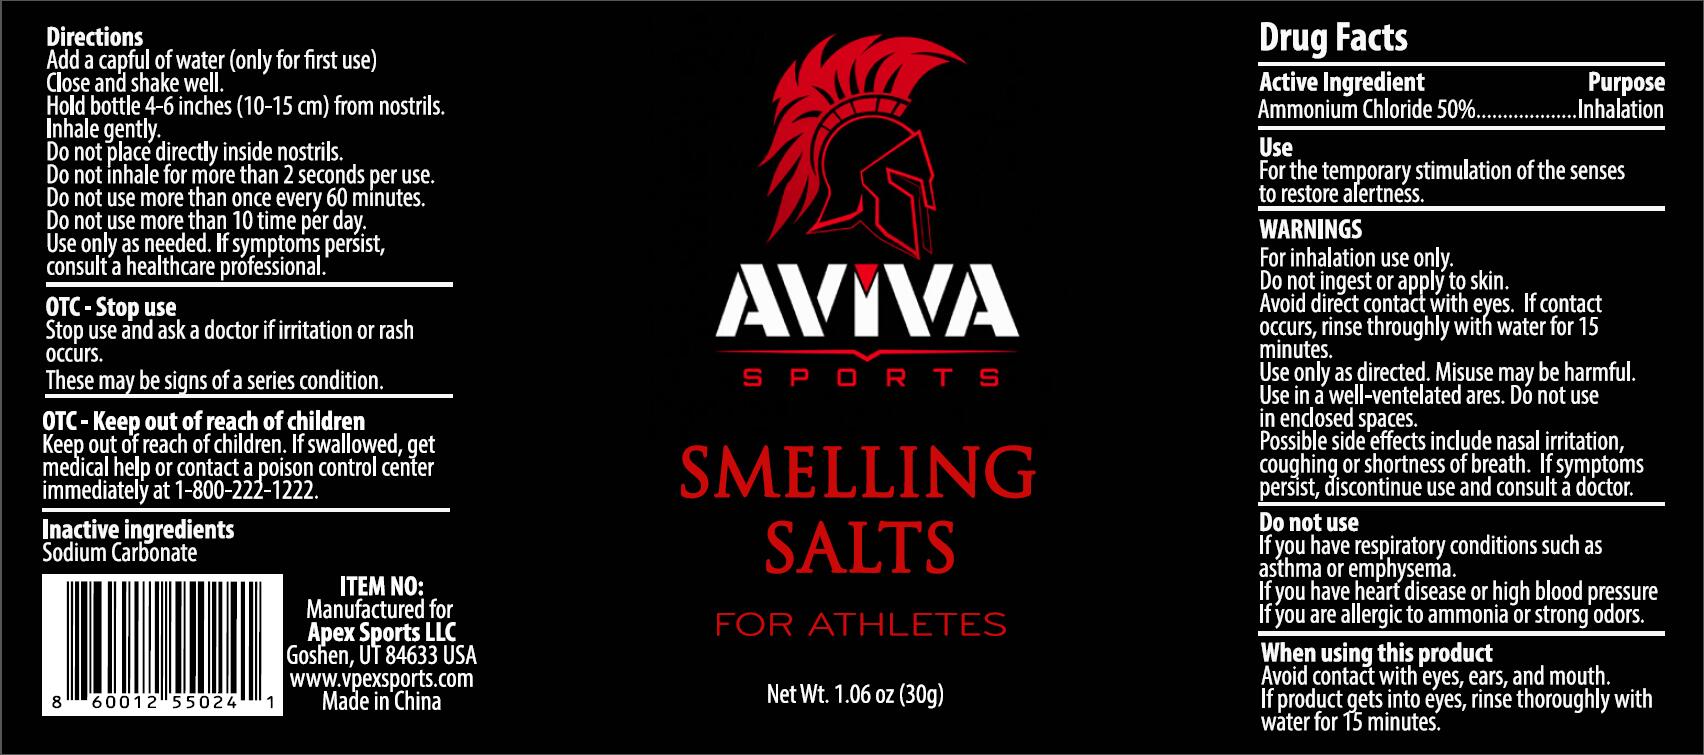 Directions
Add a capful of water (only for first use)
Close and shake well.
Hold bottle 4-6 inches (10-15 cm) from nostrils.
Inhale gently.
Do not place directly inside nostrils.
Do not inhale for more than 2 seconds per use.
Do not use more than once every 60 minutes.
Do not use more than 10 time per day.
Use only as needed. If symptoms persist,
consult a healthcare professional.
OTC - Stop use
Stop use and ask a doctor if irritation or rash
occurs.
These may be signs of a series condition.
OTC - Keep out of reach of children
Keep out of reach of children. If swallowed, get
medical help or contact a poison control center
immediately at 1-800-222-1222.
Inactive ingredients
Sodium Carbonate
8 60012 55024 1
ITEM NO:
Manufactured for
Apex Sports LLC
Goshen, UT 84633 USA
www.vpexsports.com
Made in China
AVIVA
SPORTS
SMELLING
SALTS
FOR ATHLETES
Net Wt. 1.06 oz (30g)
Drug Facts
Active Ingredient Purpose
Ammonium Chloride 50%...................Inhalation
Use
For the temporary stimulation of the senses
to restore alertness.
WARNINGS
For inhalation use only.
Do not ingest or apply to skin.
Avoid direct contact with eyes. If contact
occurs, rinse throughly with water for 15
minutes.
Use only as directed. Misuse may be harmful.
Use in a well-ventelated ares. Do not use
in enclosed spaces.
Possible side effects include nasal irritation,
coughing or shortness of breath. If symptoms
persist, discontinue use and consult a doctor.
Do not use
If you have respiratory conditions such as
asthma or emphysema.
If you have heart disease or high blood pressure
If you are allergic to ammonia or strong odors.
When using this product
Avoid contact with eyes, ears, and mouth.
If product gets into eyes, rinse thoroughly with
water for 15 minutes.